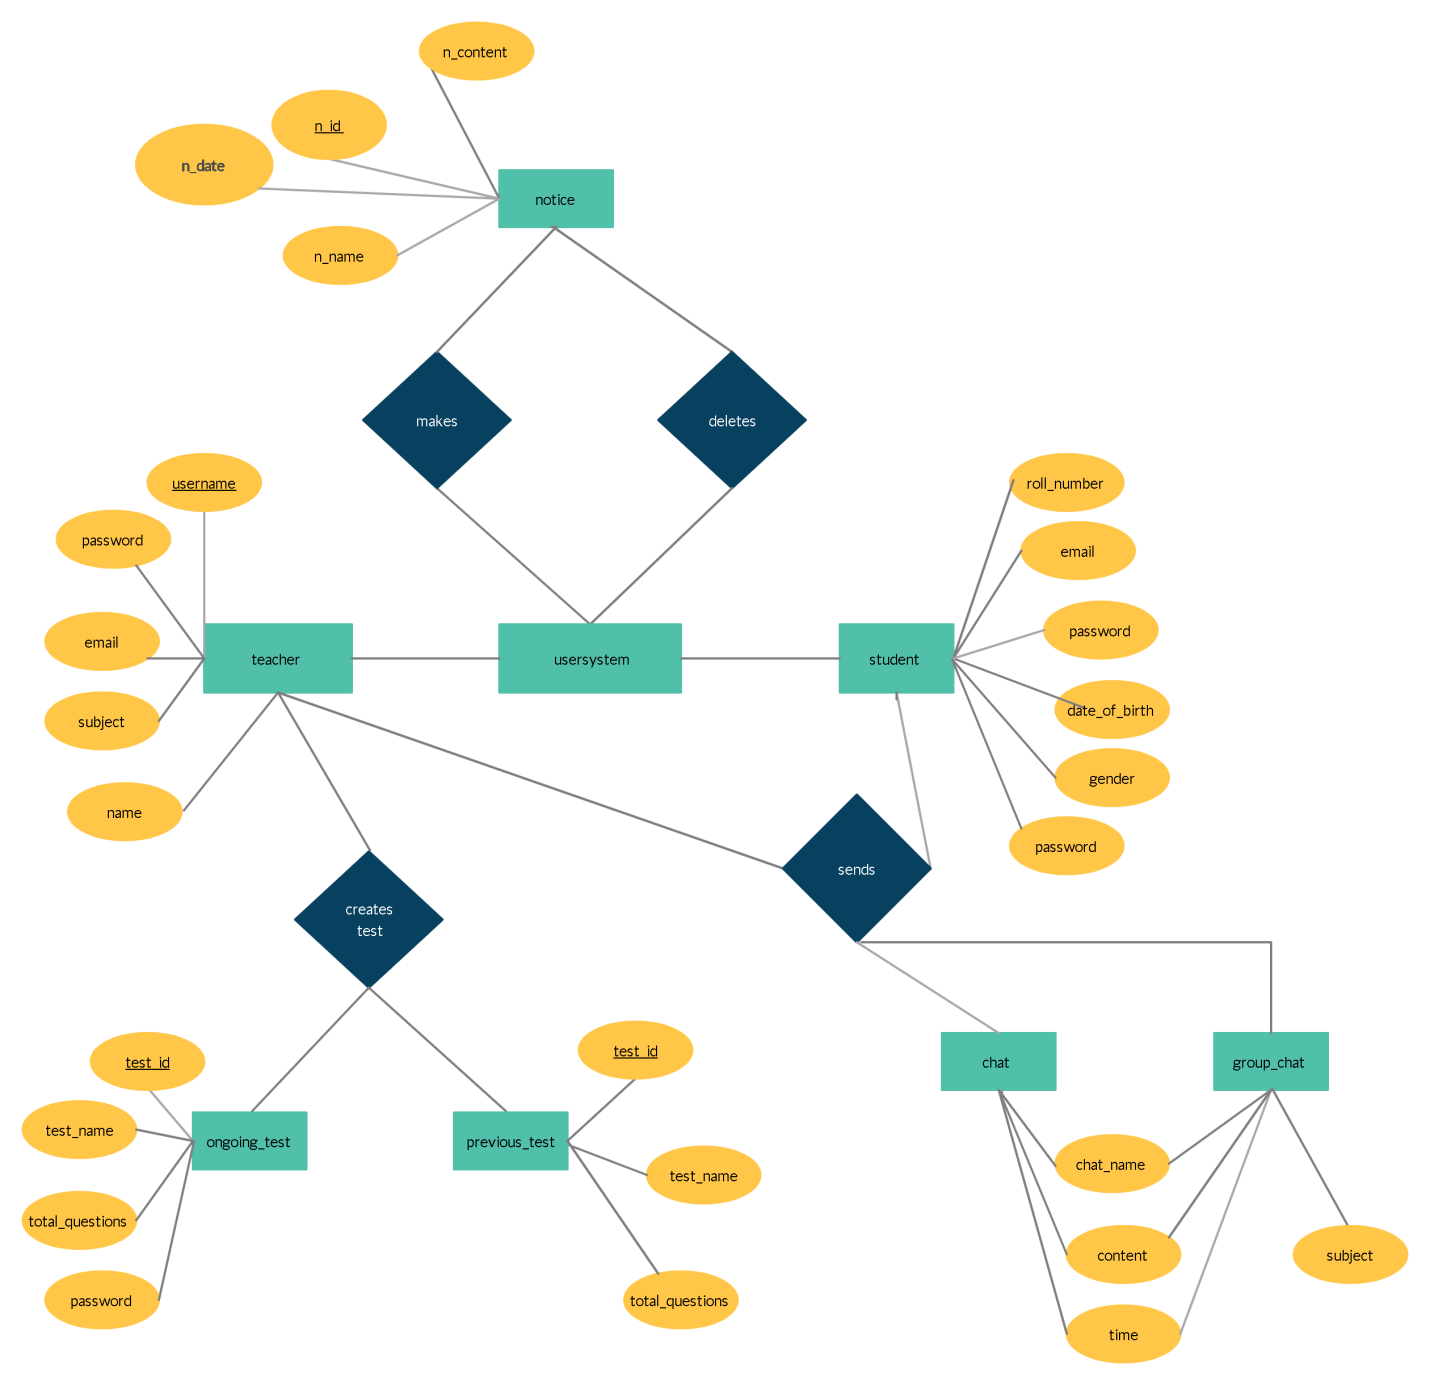 n_content
n_id
n_date
notice
n_name
makes
deletes
username
roll_number
password
email
email
password
teacher
usersystem
student
subject
date_of_birth
gender
name
password
sends
creates
test
test_id
test_id
chat
group_chat
test_name
ongoing_test
previous_test
chat_name
test_name
total_questions
content
subject
password
total_questions
time